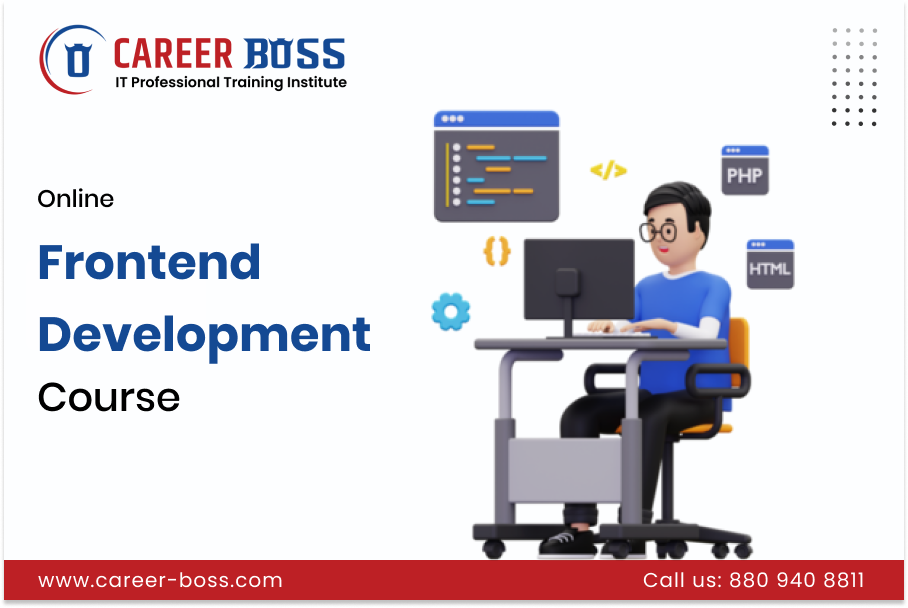 CAREER BOSS
IT Professional Training Institute
Online
Frontend
Development
Course
</>
PHP
{}
HTML
www.career-boss.com
Call us: 880 940 8811